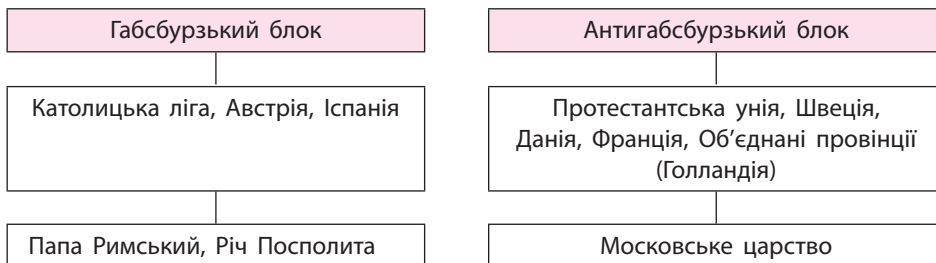 Габсбурзький блок
Антигабсбурзький блок
Католицька ліга, Австрія, Іспанія
Протестантська унія, Швеція,
Данія, Франція, Об’єднані провінції
(Голландія)
Папа Римський, Річ Посполита
Московське царство